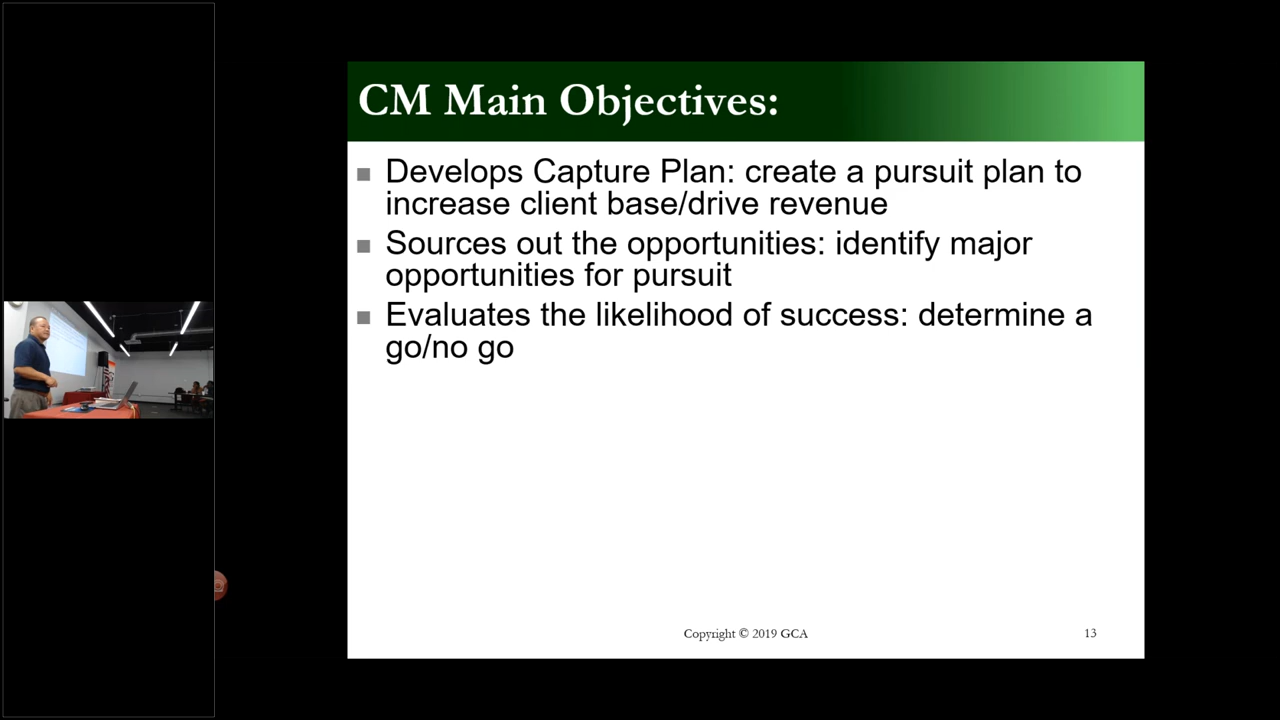 CM Main Objectives:
Develops Capture Plan: create a pursuit plan to
increase client base/drive revenue
Sources out the opportunities: identify major
opportunities for pursuit
Evaluates the likelihood of success: determine a
go/no go
Copyright © 2019 GCA
13